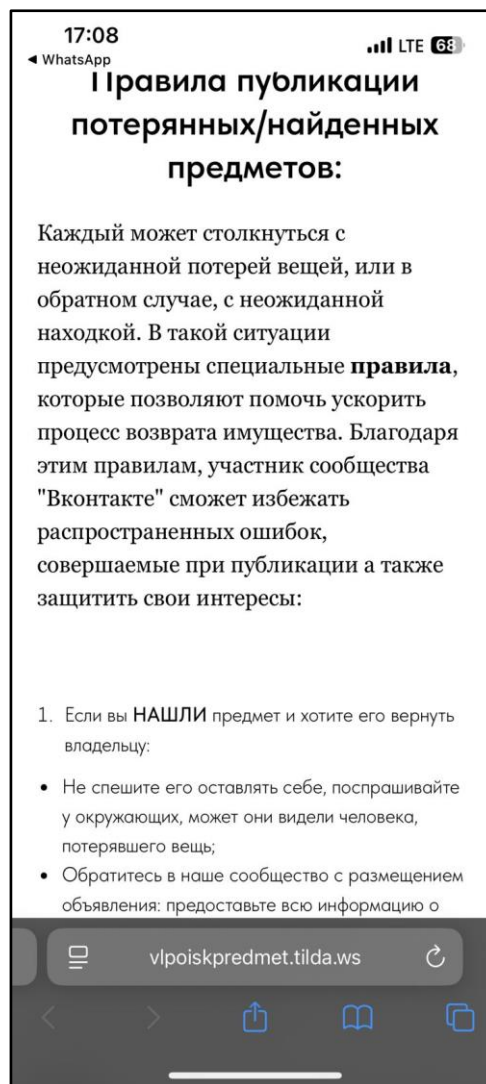 17:08
LTE 68
◄ WhatsApp
Правила публикации
потерянных/найденных
предметов:
Каждый может столкнуться с
неожиданной потерей вещей, или в
обратном случае, с неожиданной
находкой. В такой ситуации
предусмотрены специальные правила,
которые позволяют помочь ускорить
процесс возврата имущества. Благодаря
этим правилам, участник сообщества
"Вконтакте" сможет избежать
распространенных ошибок,
совершаемые при публикации а также
защитить свои интересы:
1. Если вы НАШЛИ предмет и хотите его вернуть
владельцу:
• Не спешите его оставлять себе, поспрашивайте
у окружающих, может они видели человека,
потерявшего вещь;
• Обратитесь в наше сообщество с размещением
объявления: предоставьте всю информацию о
vlpoiskpredmet.tilda.ws